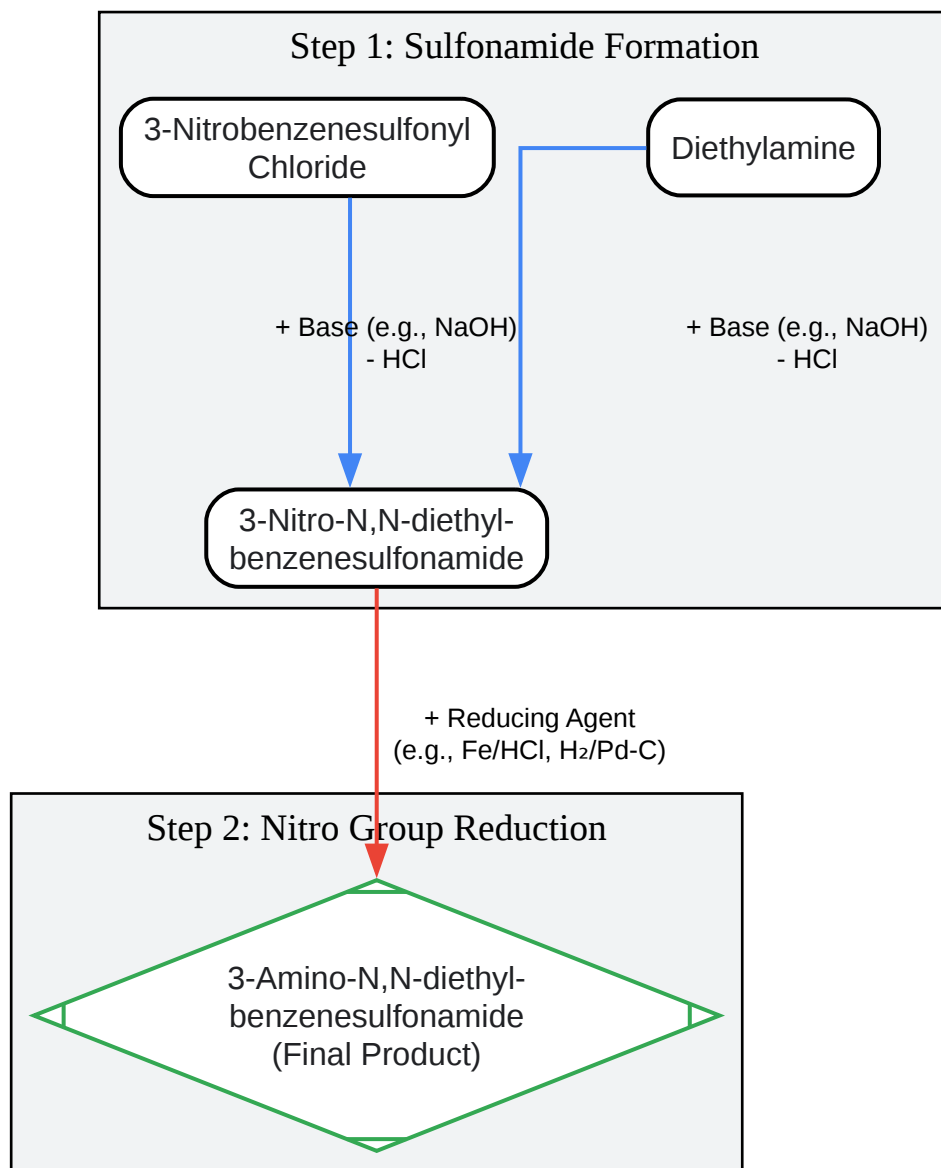 Step 1: Sulfonamide Formation
3-Nitrobenzenesulfonyl
Chloride
Diethylamine
+ Base (e.g., NaOH)
- HCl
+ Base (e.g., NaOH)
- HCl
3-Nitro-N,N-diethyl-
benzenesulfonamide
+ Reducing Agent
(e.g., Fe/HCl, H₂/Pd-C)
Step 2: Nitro Group Reduction
3-Amino-N,N-diethyl-
benzenesulfonamide
(Final Product)